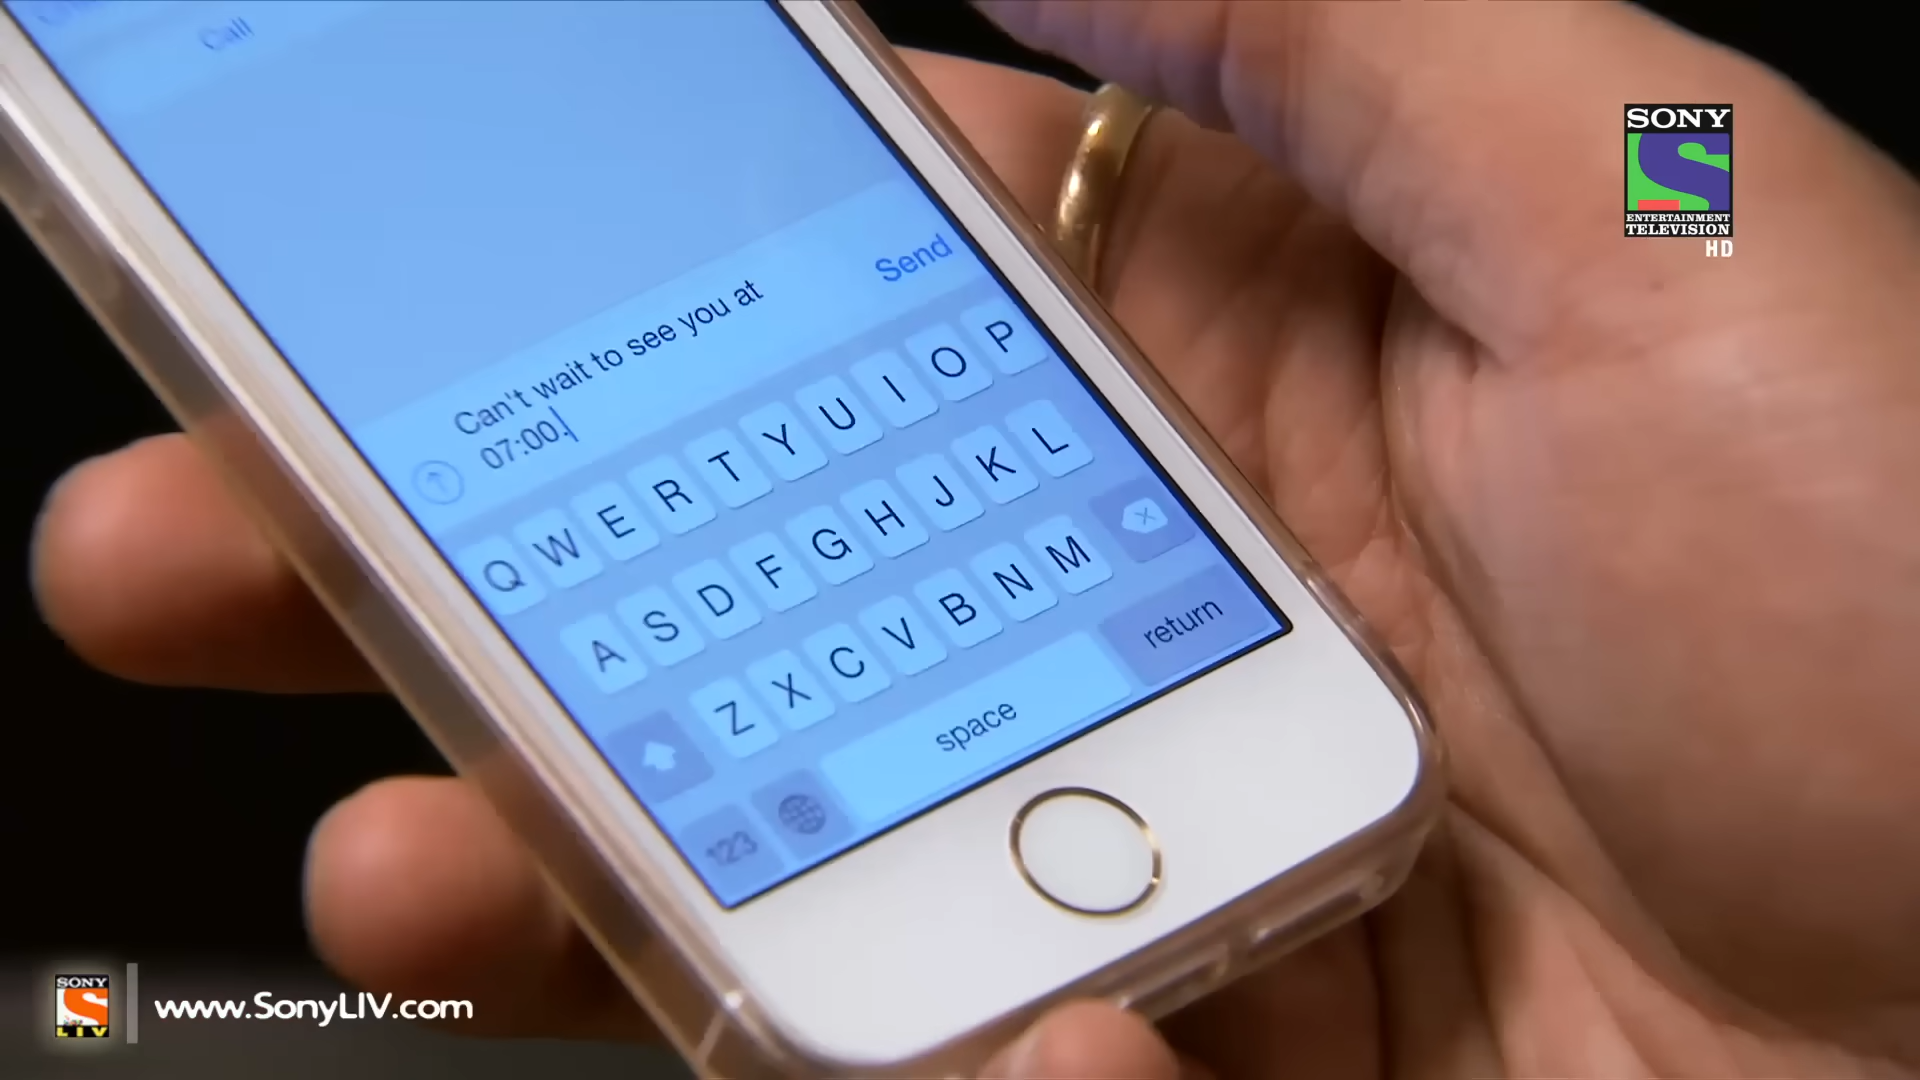 Call
SONY
ENTERTAINMENT
TELEVISION
HD
Send
Can't wait to see you at
07:00.
Q W E R T Y U I O P
A S D F G H J K L
Z X C V B N M
return
space
123
SONY
LIV
www.SonyLIV.com